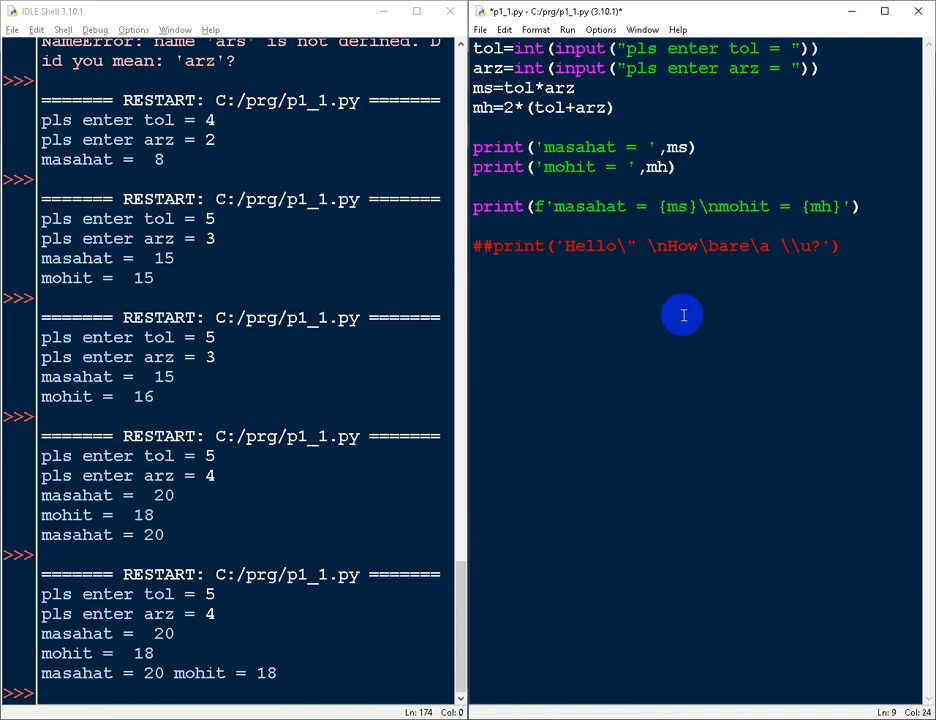 IDLE Shell 3.10.1
File Edit Shell Debug Options Window Help
NameError: name 'ars' is not defined. D
id you mean: 'arz'?
>>>
======= RESTART: C:/prg/p1_1.py =======
pls enter tol = 4
pls enter arz = 2
masahat =  8
>>>
======= RESTART: C:/prg/p1_1.py =======
pls enter tol = 5
pls enter arz = 3
masahat =  15
mohit =  15
>>>
======= RESTART: C:/prg/p1_1.py =======
pls enter tol = 5
pls enter arz = 3
masahat =  15
mohit =  16
>>>
======= RESTART: C:/prg/p1_1.py =======
pls enter tol = 5
pls enter arz = 4
masahat =  20
mohit =  18
masahat = 20
>>>
======= RESTART: C:/prg/p1_1.py =======
pls enter tol = 5
pls enter arz = 4
masahat =  20
mohit =  18
masahat = 20 mohit = 18
>>>
Ln: 174 Col: 0
*p1_1.py - C:/prg/p1_1.py (3.10.1)*
File Edit Format Run Options Window Help
tol=int(input("pls enter tol = "))
arz=int(input("pls enter arz = "))
ms=tol*arz
mh=2*(tol+arz)
print('masahat = ',ms)
print('mohit = ',mh)
print(f'masahat = {ms}\nmohit = {mh}')
##print('Hello\" \nHow\bare\a \\u?')
Ln: 9 Col: 24